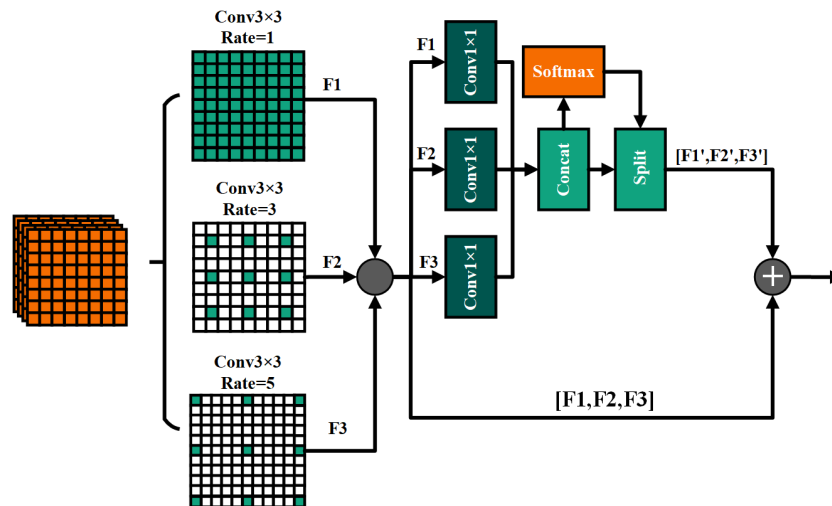 Conv3×3
Rate=1
F1
Conv3×3
Rate=3
F2
Conv3×3
Rate=5
F3
F1
Conv1×1
F2
Conv1×1
F3
Conv1×1
Softmax
Concat
Split
[F1',F2',F3']
+
[F1,F2,F3]